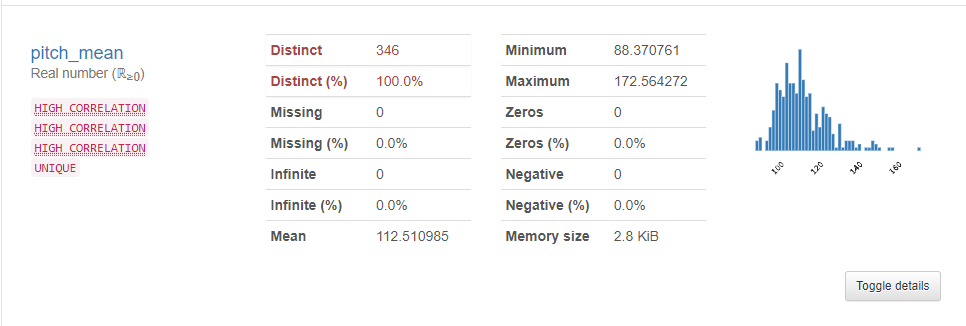 pitch_mean
Real number (ℝ≥0)
HIGH CORRELATION
HIGH CORRELATION
HIGH CORRELATION
UNIQUE
Distinct 346
Distinct (%) 100.0%
Missing 0
Missing (%) 0.0%
Infinite 0
Infinite (%) 0.0%
Mean 112.510985
Minimum 88.370761
Maximum 172.564272
Zeros 0
Zeros (%) 0.0%
Negative 0
Negative (%) 0.0%
Memory size 2.8 KiB
100 120 140 160
Toggle details